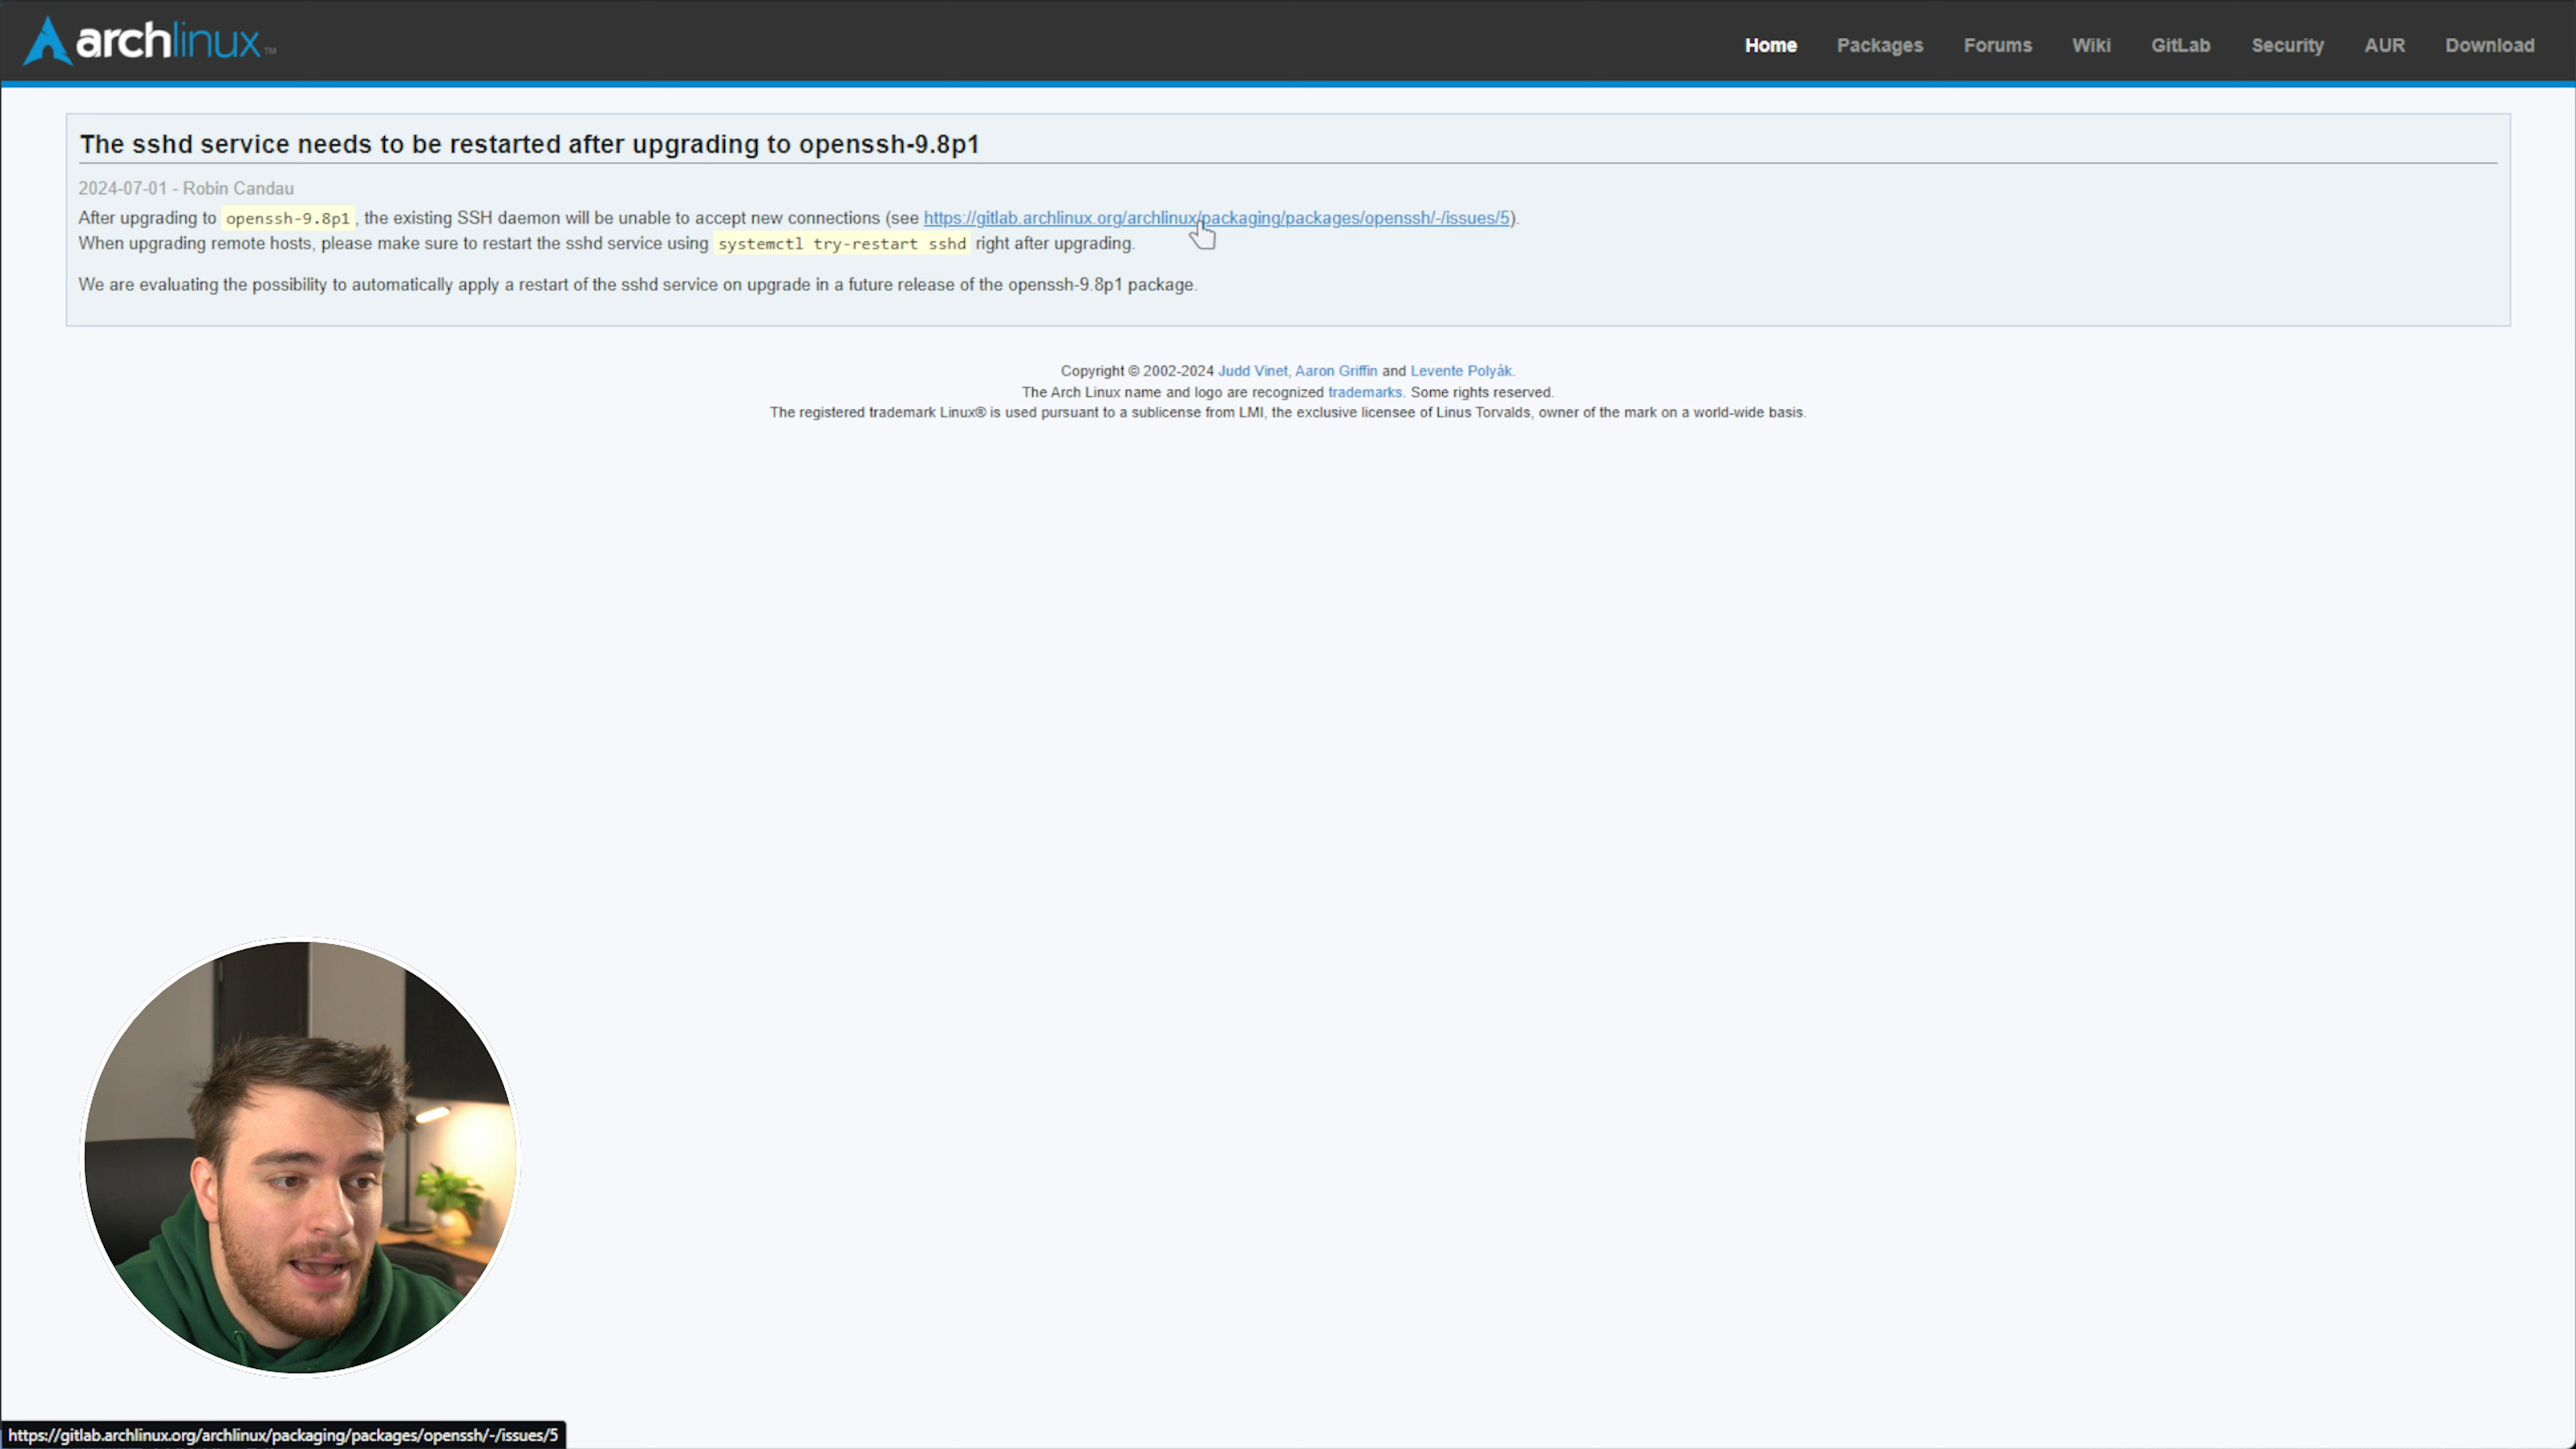 archlinux™
Home Packages Forums Wiki GitLab Security AUR Download
The sshd service needs to be restarted after upgrading to openssh-9.8p1
2024-07-01 - Robin Candau
After upgrading to openssh-9.8p1, the existing SSH daemon will be unable to accept new connections (see https://gitlab.archlinux.org/archlinux/packaging/packages/openssh/-/issues/5).
When upgrading remote hosts, please make sure to restart the sshd service using systemctl try-restart sshd right after upgrading.
We are evaluating the possibility to automatically apply a restart of the sshd service on upgrade in a future release of the openssh-9.8p1 package.
Copyright © 2002-2024 Judd Vinet, Aaron Griffin and Levente Polyák.
The Arch Linux name and logo are recognized trademarks. Some rights reserved.
The registered trademark Linux® is used pursuant to a sublicense from LMI, the exclusive licensee of Linus Torvalds, owner of the mark on a world-wide basis.
https://gitlab.archlinux.org/archlinux/packaging/packages/openssh/-/issues/5